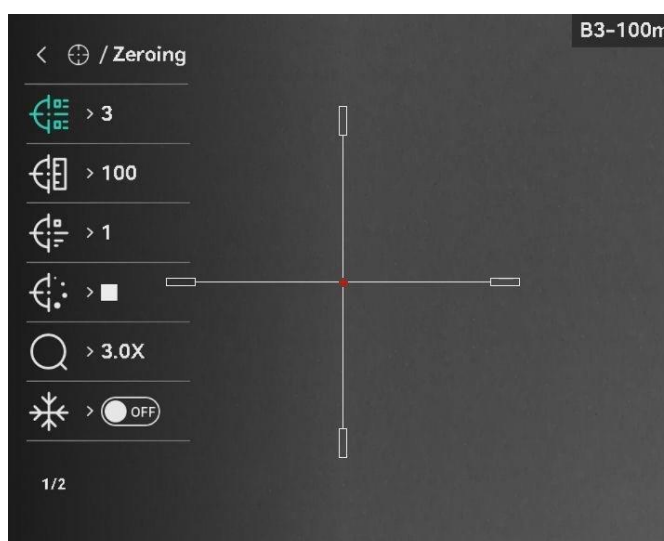 B3-100m
< / Zeroing
> 3
> 100
> 1
>
> 3.0X
> OFF
1/2